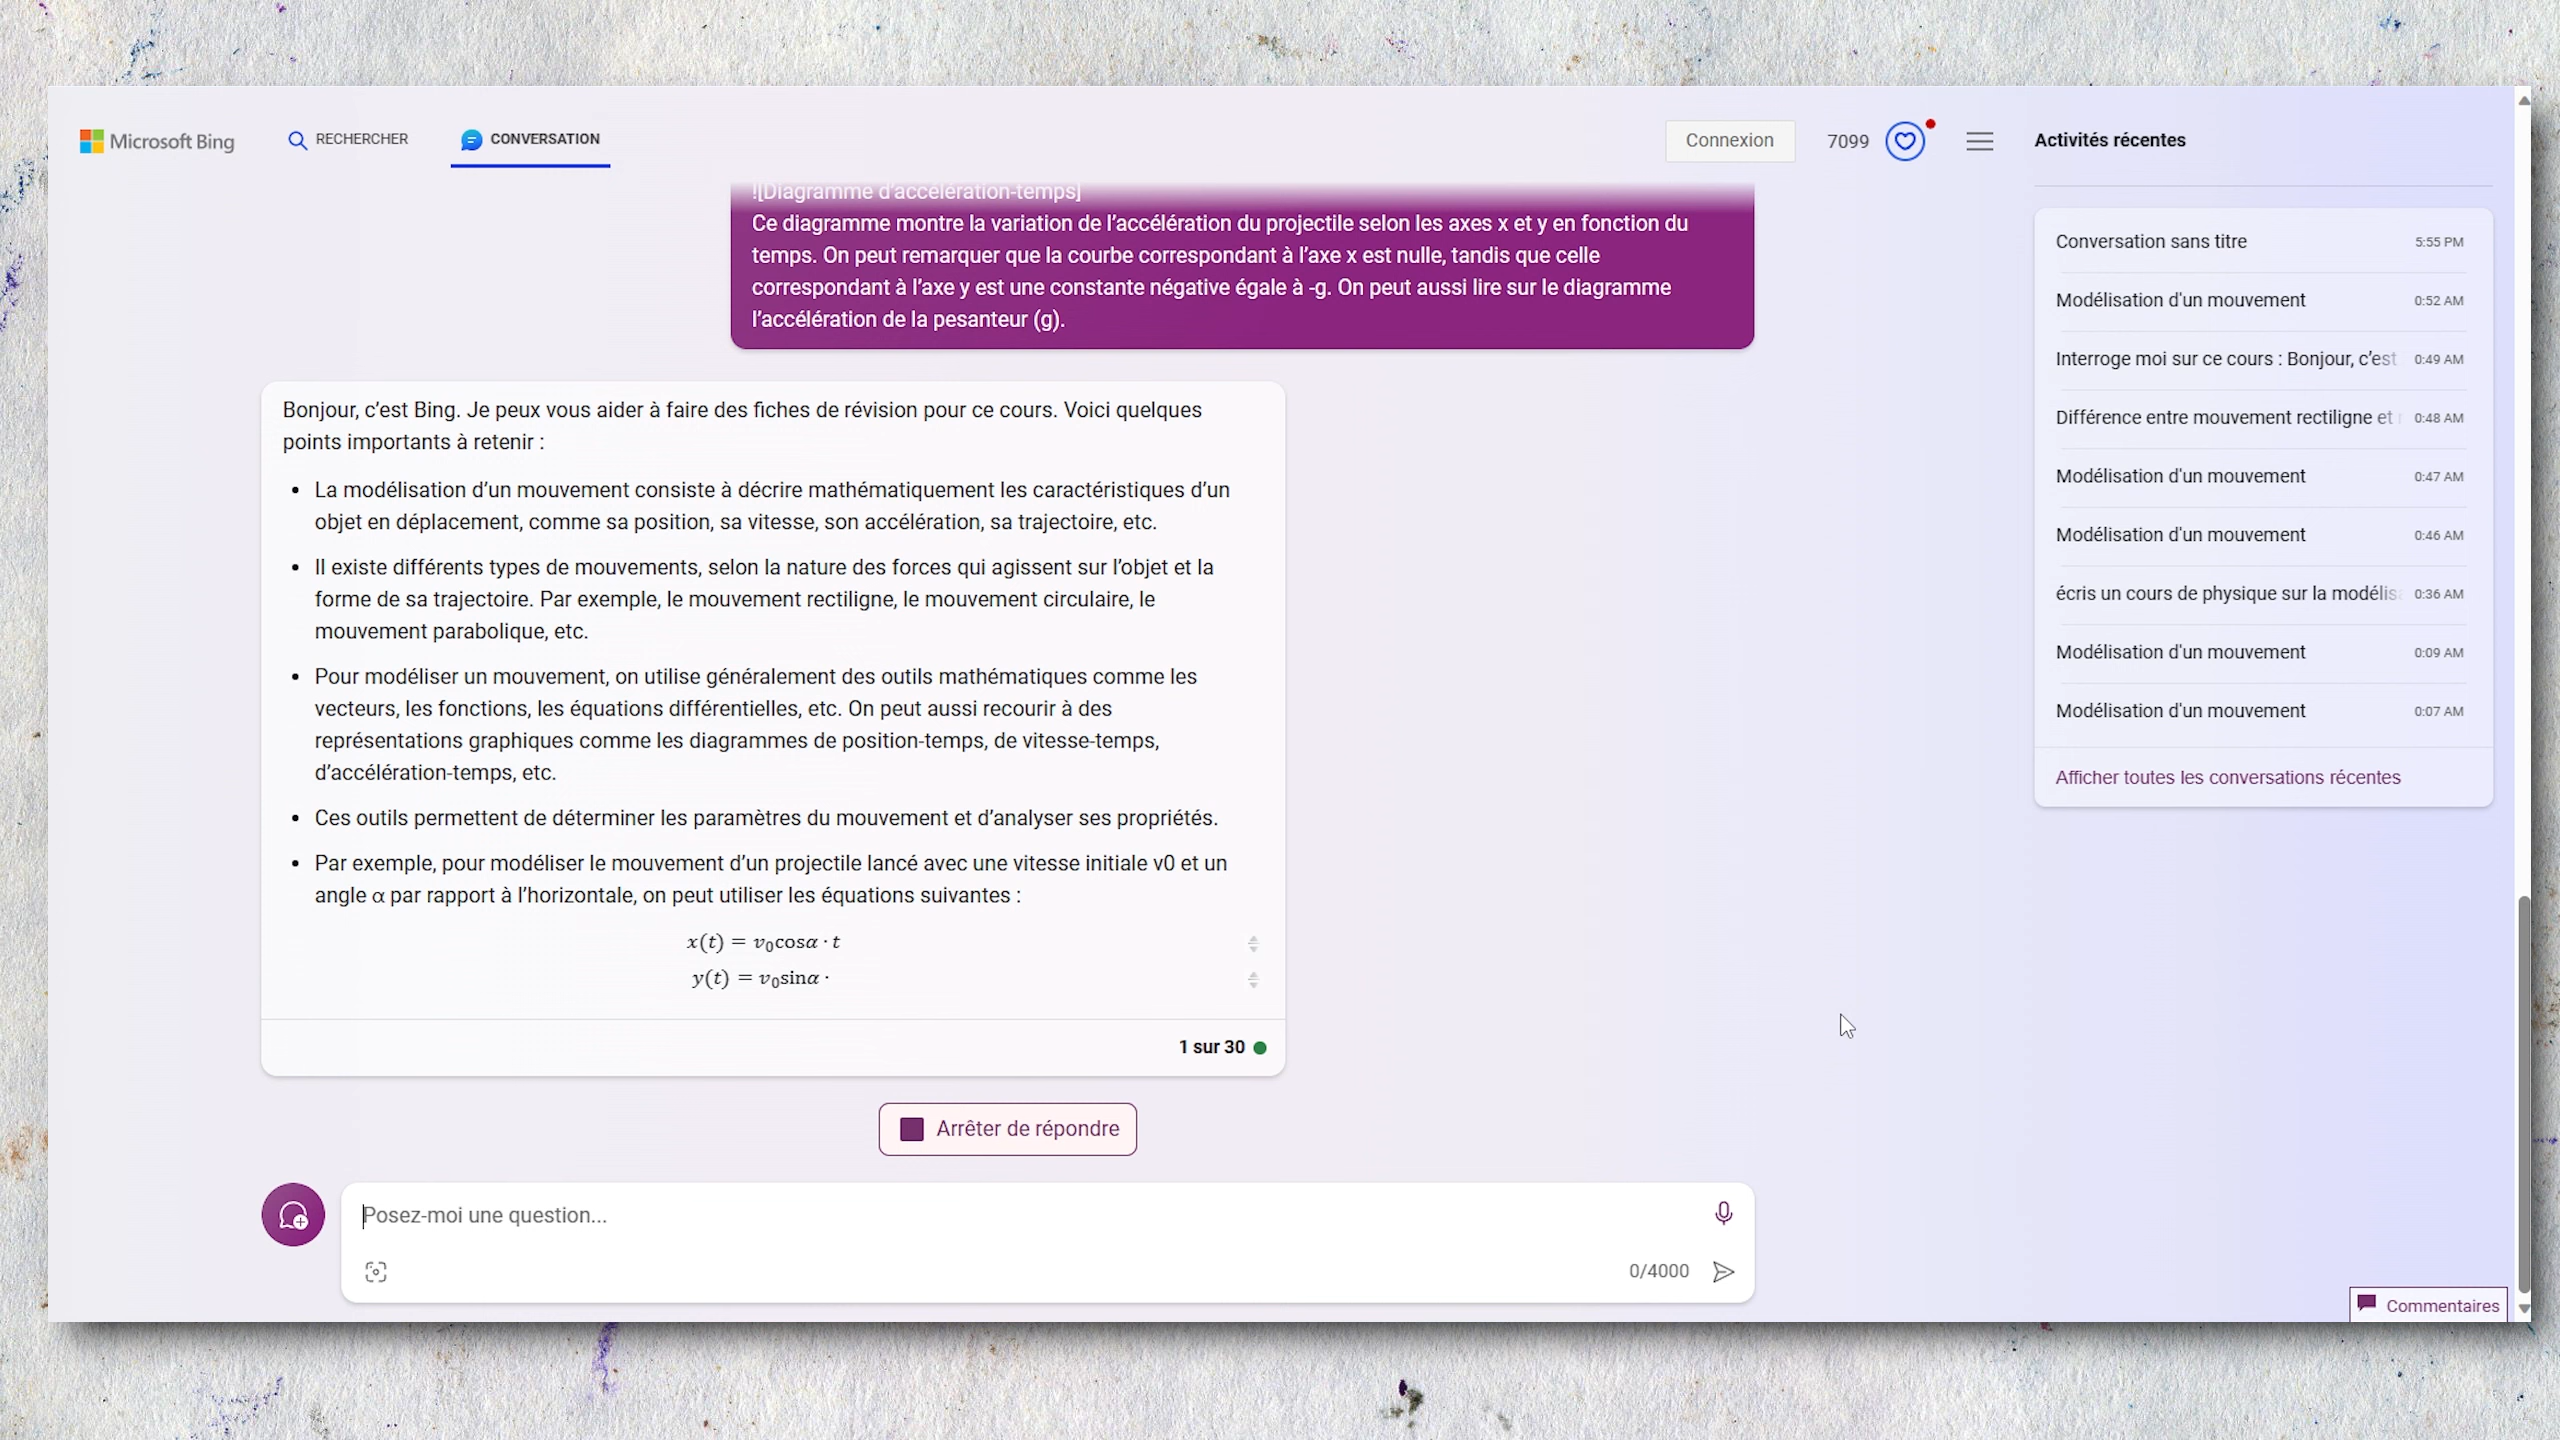 Microsoft Bing
RECHERCHER
CONVERSATION
Connexion
7099
Activités récentes
![Diagramme d'accélération-temps]
Ce diagramme montre la variation de l'accélération du projectile selon les axes x et y en fonction du
temps. On peut remarquer que la courbe correspondant à l'axe x est nulle, tandis que celle
correspondant à l'axe y est une constante négative égale à -g. On peut aussi lire sur le diagramme
l'accélération de la pesanteur (g).
Bonjour, c'est Bing. Je peux vous aider à faire des fiches de révision pour ce cours. Voici quelques
points importants à retenir :
• La modélisation d'un mouvement consiste à décrire mathématiquement les caractéristiques d'un
objet en déplacement, comme sa position, sa vitesse, son accélération, sa trajectoire, etc.
• Il existe différents types de mouvements, selon la nature des forces qui agissent sur l'objet et la
forme de sa trajectoire. Par exemple, le mouvement rectiligne, le mouvement circulaire, le
mouvement parabolique, etc.
• Pour modéliser un mouvement, on utilise généralement des outils mathématiques comme les
vecteurs, les fonctions, les équations différentielles, etc. On peut aussi recourir à des
représentations graphiques comme les diagrammes de position-temps, de vitesse-temps,
d'accélération-temps, etc.
• Ces outils permettent de déterminer les paramètres du mouvement et d'analyser ses propriétés.
• Par exemple, pour modéliser le mouvement d'un projectile lancé avec une vitesse initiale v0 et un
angle α par rapport à l'horizontale, on peut utiliser les équations suivantes :
x(t) = v₀cosα · t
y(t) = v₀sinα ·
1 sur 30
Arrêter de répondre
Posez-moi une question...
0/4000
Conversation sans titre 5:55 PM
Modélisation d'un mouvement 0:52 AM
Interroge moi sur ce cours : Bonjour, c'est 0:49 AM
Différence entre mouvement rectiligne et 0:48 AM
Modélisation d'un mouvement 0:47 AM
Modélisation d'un mouvement 0:46 AM
écris un cours de physique sur la modélis 0:36 AM
Modélisation d'un mouvement 0:09 AM
Modélisation d'un mouvement 0:07 AM
Afficher toutes les conversations récentes
Commentaires